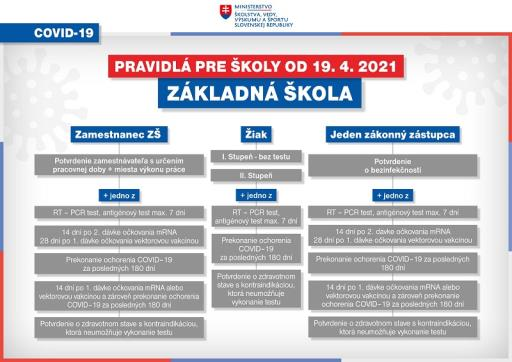 MINISTERSTVO
ŠKOLSTVA, VEDY,
VÝSKUMU A ŠPORTU
SLOVENSKEJ REPUBLIKY
COVID-19
PRAVIDLÁ PRE ŠKOLY OD 19. 4. 2021
ZÁKLADNÁ ŠKOLA
Zamestnanec ZŠ
Potvrdenie zamestnávateľa s určením
pracovnej doby + miesta výkonu práce
+ jedno z
RT – PCR test, antigénový test max. 7 dní
14 dní po 2. dávke očkovania mRNA
28 dní po 1. dávke očkovania vektorovou vakcínou
Prekonanie ochorenia COVID–19
za posledných 180 dní
14 dní po 1. dávke očkovania mRNA alebo
vektorovou vakcínou a zároveň prekonanie ochorenia
COVID–19 za posledných 180 dní
Potvrdenie o zdravotnom stave s kontraindikáciou,
ktorá neumožňuje vykonanie testu
Žiak
I. Stupeň - bez testu
II. Stupeň
+ jedno z
RT – PCR test,
antigénový test max. 7 dní
Prekonanie ochorenia
COVID–19
za posledných 180 dní
Potvrdenie o zdravotnom
stave s kontraindikáciou,
ktorá neumožňuje
vykonanie testu
Jeden zákonný zástupca
Potvrdenie
o bezinfekčnosti
+ jedno z
RT – PCR test, antigénový test max. 7 dní
14 dní po 2. dávke očkovania mRNA
28 dní po 1. dávke očkovania vektorovou vakcínou
Prekonanie ochorenia COVID–19 za posledných
180 dní
14 dní po 1. dávke očkovania mRNA alebo
vektorovou vakcínou a zároveň prekonanie
ochorenia COVID–19 za posledných 180 dní
Potvrdenie o zdravotnom stave s kontraindikáciou,
ktorá neumožňuje vykonanie testu